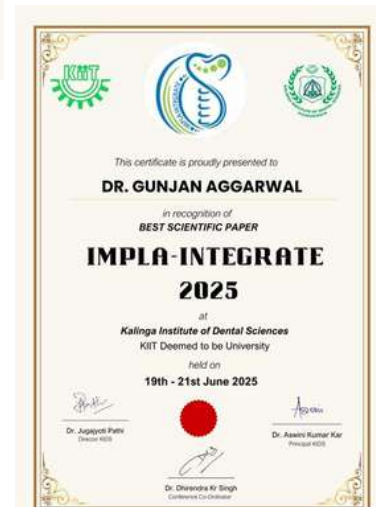 KiiT
This certificate is proudly presented to
DR. GUNJAN AGGARWAL
in recognition of
BEST SCIENTIFIC PAPER
IMPLA-INTEGRATE
2025
at
Kalinga Institute of Dental Sciences
KIIT Deemed to be University
held on
19th - 21st June 2025
Dr. Jugajyoti Pathi
Director KIDS
Dr. Aswini Kumar Kar
Principal KIDS
Dr. Dhirendra Kr Singh
Conference Co-Ordinator